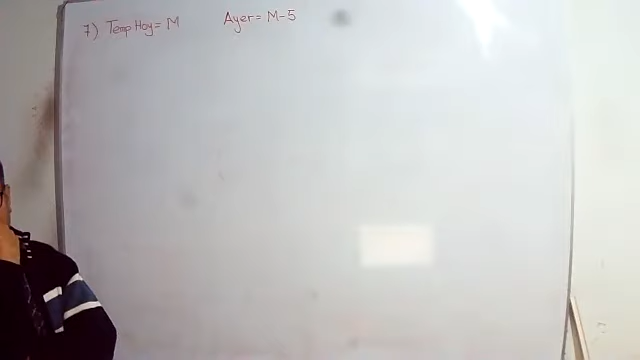 7) Temp Hoy = M Ayer = M-5